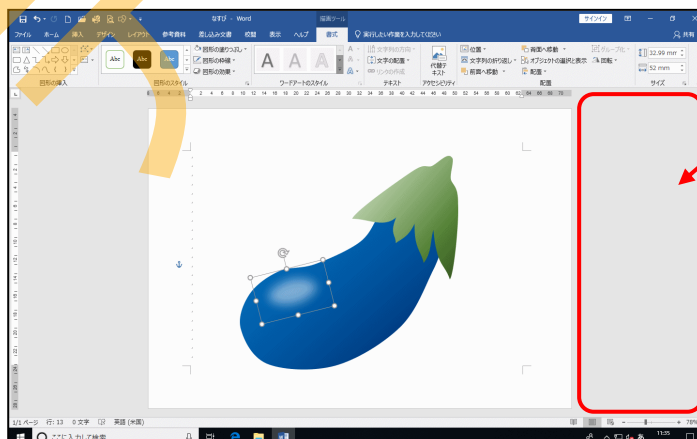 なすび - Word
描画ツール
サインイン
ファイル ホーム 挿入 デザイン レイアウト 参考資料 差し込み文書 校閲 表示 ヘルプ 書式 実行したい作業を入力してください 共有
Abc Abc Abc
図形の塗りつぶし
図形の枠線
図形の効果
A A A
文字列の方向
文字の配置
リンクの作成
代替テキスト
位置
文字列の折り返し
前面へ移動
背面へ移動
オブジェクトの選択と表示
配置
グループ化
回転
32.99 mm
52 mm
図形の挿入 図形のスタイル ワードアートのスタイル テキスト アクセシビリティ 配置 サイズ
1/1 ページ 行: 13 0 文字 英語 (米国) 78%
ここに入力して検索
11:35